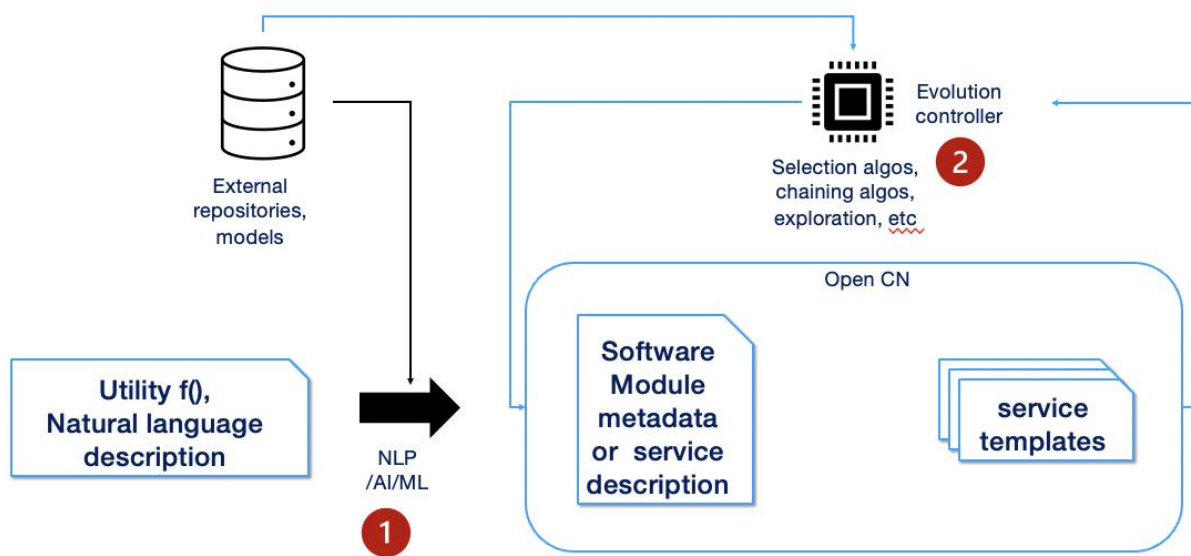 External
repositories,
models
Evolution
controller
2
Selection algos,
chaining algos,
exploration, etc
Open CN
Utility f(),
Natural language
description
NLP
/AI/ML
1
Software
Module
metadata
or service
description
service
templates